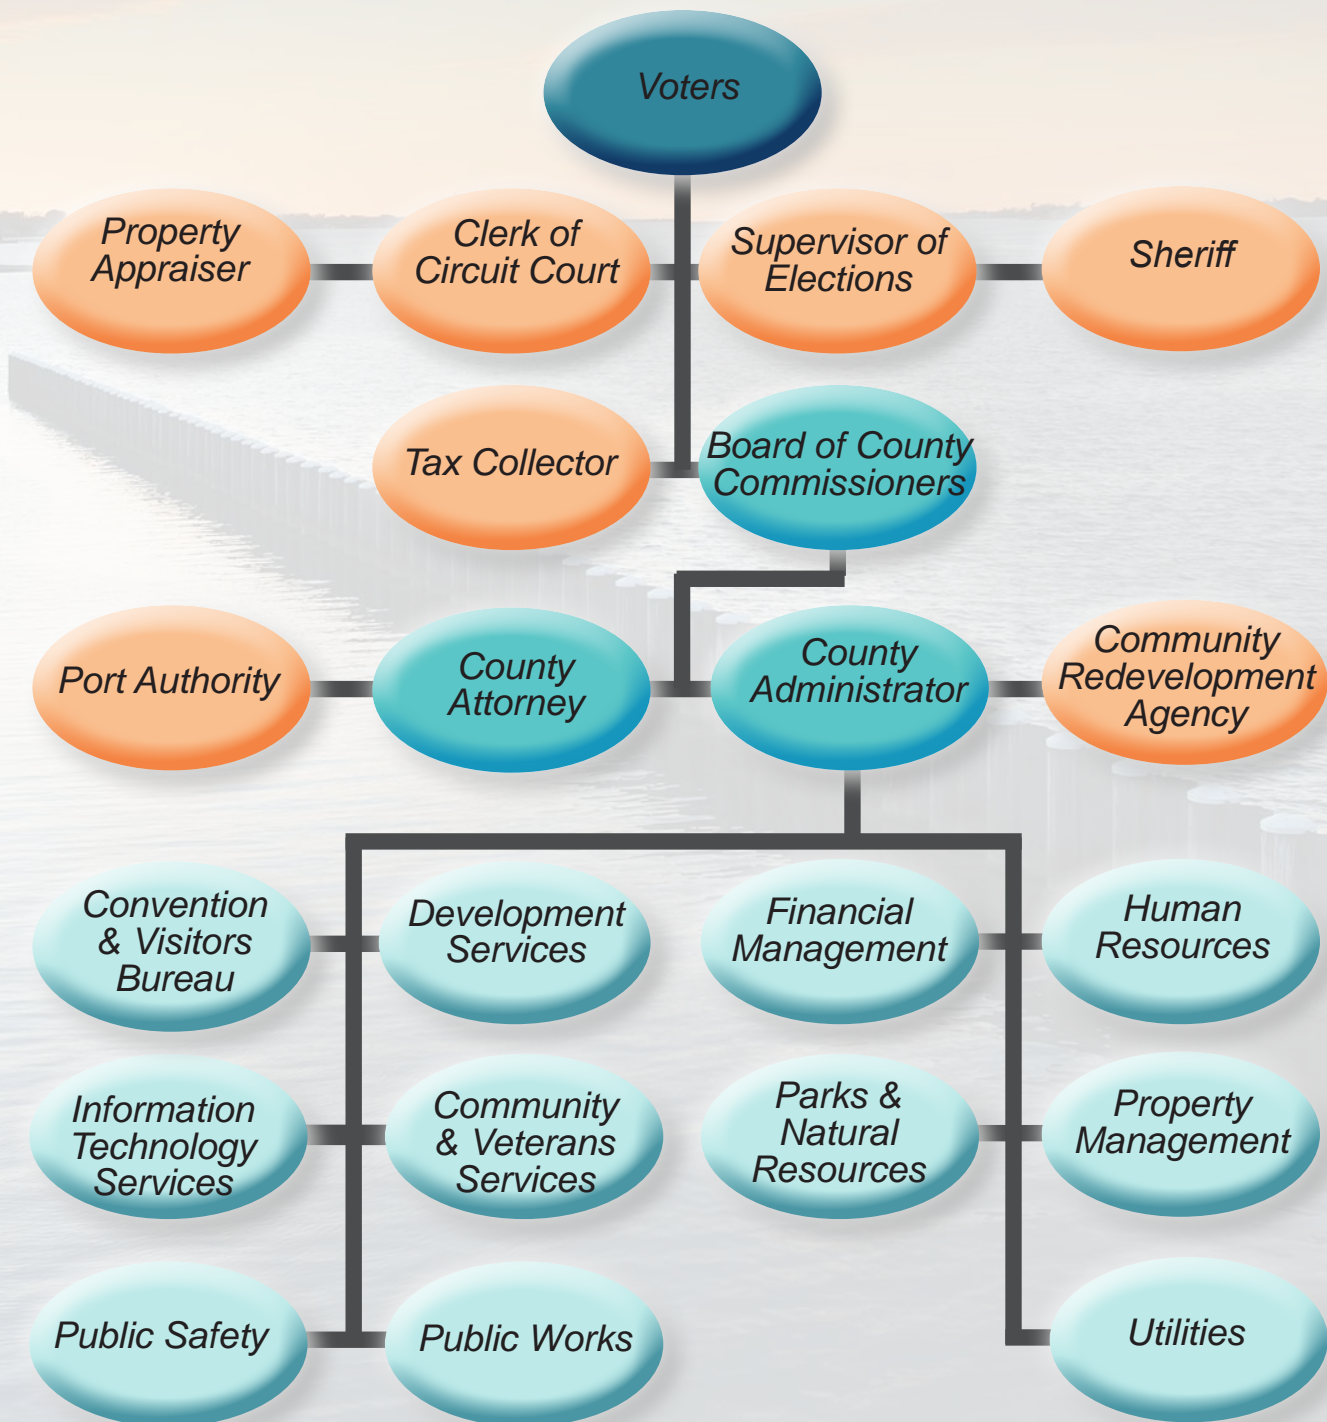 Voters
Property
Appraiser
Clerk of
Circuit Court
Supervisor of
Elections
Sheriff
Tax Collector
Board of County
Commissioners
Port Authority
County
Attorney
County
Administrator
Community
Redevelopment
Agency
Convention
& Visitors
Bureau
Development
Services
Financial
Management
Human
Resources
Information
Technology
Services
Community
& Veterans
Services
Parks &
Natural
Resources
Property
Management
Public Safety
Public Works
Utilities